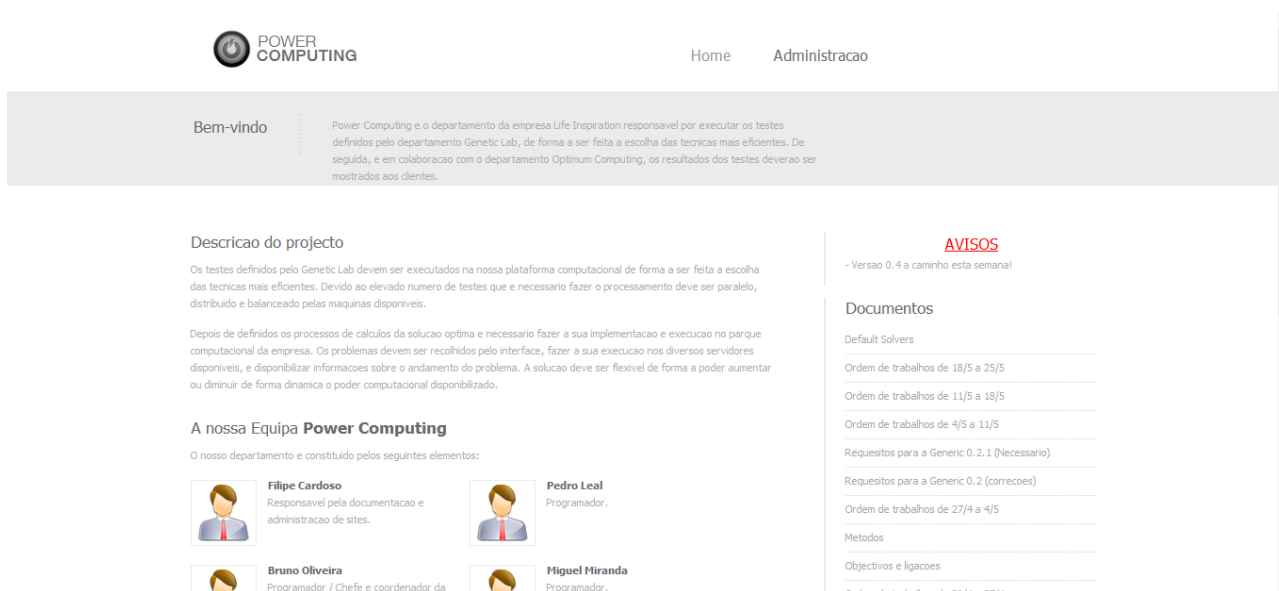 POWER
COMPUTING
Home
Administracao
Bem-vindo
Power Computing e o departamento da empresa Life Inspiration responsavel por executar os testes
definidos pelo departamento Genetic Lab, de forma a ser feita a escolha das tecnicas mais eficientes. De
seguida, e em colaboracao com o departamento Optimum Computing, os resultados dos testes deverao ser
mostrados aos clientes.
Descricao do projecto
Os testes definidos pelo Genetic Lab devem ser executados na nossa plataforma computacional de forma a ser feita a escolha
das tecnicas mais eficientes. Devido ao elevado numero de testes que e necessario fazer o processamento deve ser paralelo,
distribuido e balanceado pelas maquinas disponiveis.
Depois de definidos os processos de calculos da solucao optima e necessario fazer a sua implementacao e execucao no parque
computacional da empresa. Os problemas devem ser recolhidos pelo interface, fazer a sua execucao nos diversos servidores
disponiveis, e disponibilizar informacoes sobre o andamento do problema. A solucao deve ser flexivel de forma a poder aumentar
ou diminuir de forma dinamica o poder computacional disponibilizado.
A nossa Equipa Power Computing
O nosso departamento e constituido pelos seguintes elementos:
Filipe Cardoso
Responsavel pela documentacao e
administracao de sites.
Pedro Leal
Programador.
Bruno Oliveira
Programador / Chefe e coordenador da
Miguel Miranda
Programador.
AVISOS
- Versao 0.4 a caminho esta semana!
Documentos
Default Solvers
Ordem de trabalhos de 18/5 a 25/5
Ordem de trabalhos de 11/5 a 18/5
Ordem de trabalhos de 4/5 a 11/5
Requesitos para a Generic 0.2.1 (Necessario)
Requesitos para a Generic 0.2 (correcoes)
Ordem de trabalhos de 27/4 a 4/5
Metodos
Objectivos e ligacoes